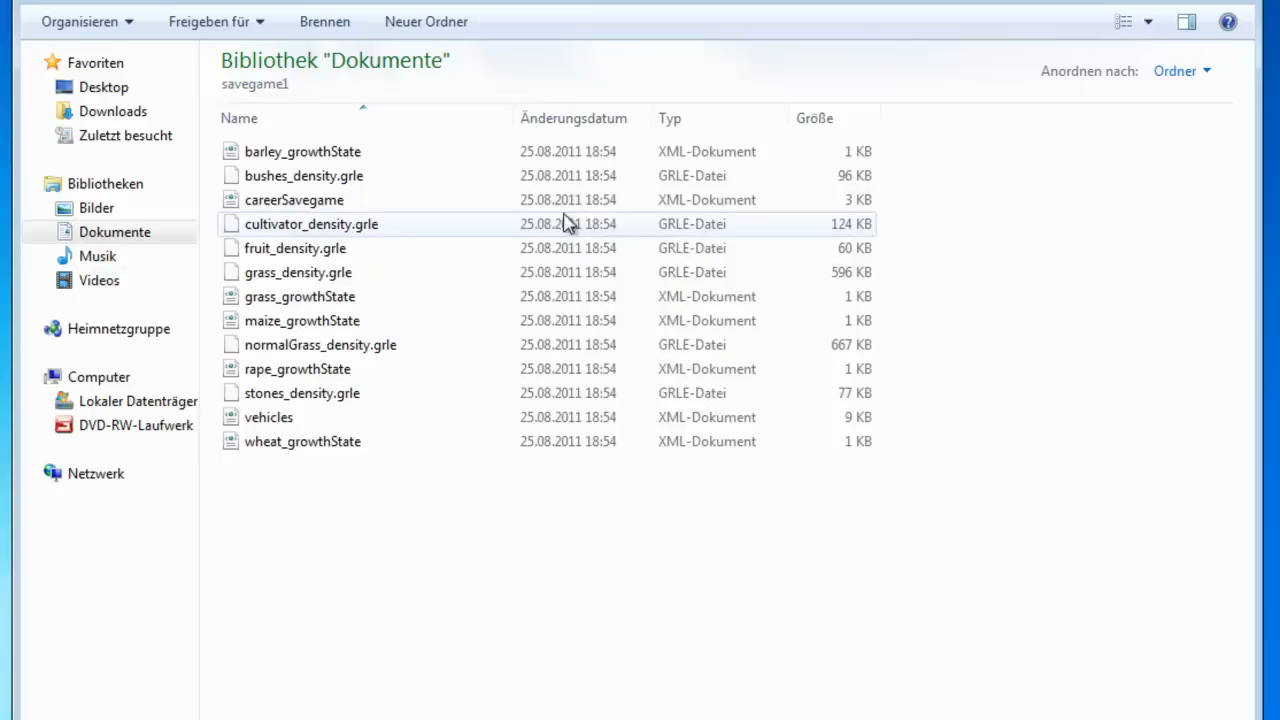 Organisieren Freigeben für Brennen Neuer Ordner
Favoriten
Desktop
Downloads
Zuletzt besucht
Bibliotheken
Bilder
Dokumente
Musik
Videos
Heimnetzgruppe
Computer
Lokaler Datenträger
DVD-RW-Laufwerk
Netzwerk
Bibliothek "Dokumente"
savegame1
Anordnen nach: Ordner
Name Änderungsdatum Typ Größe
barley_growthState 25.08.2011 18:54 XML-Dokument 1 KB
bushes_density.grle 25.08.2011 18:54 GRLE-Datei 96 KB
careerSavegame 25.08.2011 18:54 XML-Dokument 3 KB
cultivator_density.grle 25.08.2011 18:54 GRLE-Datei 124 KB
fruit_density.grle 25.08.2011 18:54 GRLE-Datei 60 KB
grass_density.grle 25.08.2011 18:54 GRLE-Datei 596 KB
grass_growthState 25.08.2011 18:54 XML-Dokument 1 KB
maize_growthState 25.08.2011 18:54 XML-Dokument 1 KB
normalGrass_density.grle 25.08.2011 18:54 GRLE-Datei 667 KB
rape_growthState 25.08.2011 18:54 XML-Dokument 1 KB
stones_density.grle 25.08.2011 18:54 GRLE-Datei 77 KB
vehicles 25.08.2011 18:54 XML-Dokument 9 KB
wheat_growthState 25.08.2011 18:54 XML-Dokument 1 KB